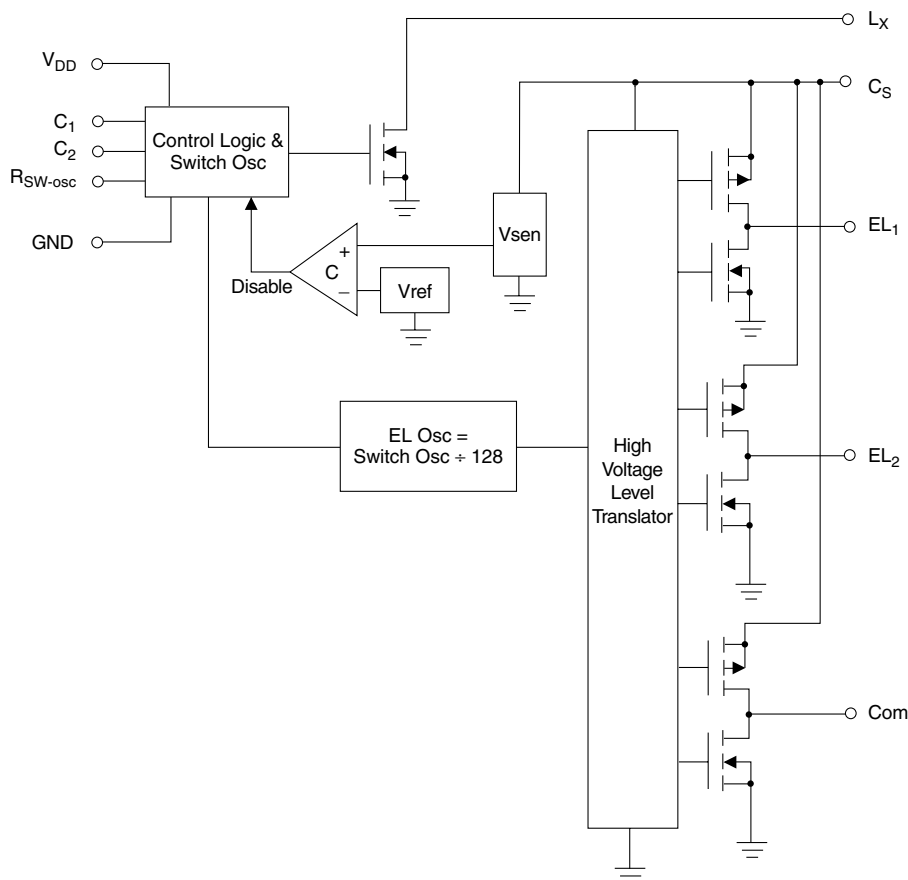 L_X
V_DD
C_S
C_1
Control Logic &
Switch Osc
C_2
R_SW-osc
GND
Vsen
EL_1
+
C
–
Disable
Vref
EL Osc =
Switch Osc ÷ 128
High
Voltage
Level
Translator
EL_2
Com